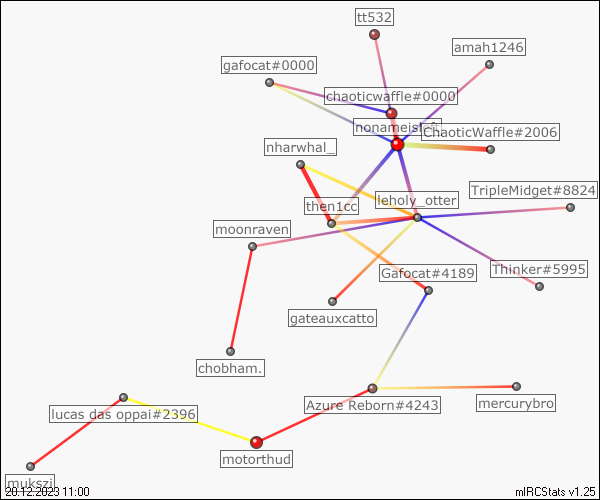 tt532
amah1246
gafocat#0000
chaoticwaffle#0000
ChaoticWaffle#2006
nharwhal_
TripleMidget#8824
leholy_otter
then1cc
moonraven
Thinker#5995
Gafocat#4189
gateauxcatto
chobham.
Azure Reborn#4243
mercurybro
lucas das oppai#2396
motorthud
mukszi
20.12.2023 11:00
mIRCStats v1.25